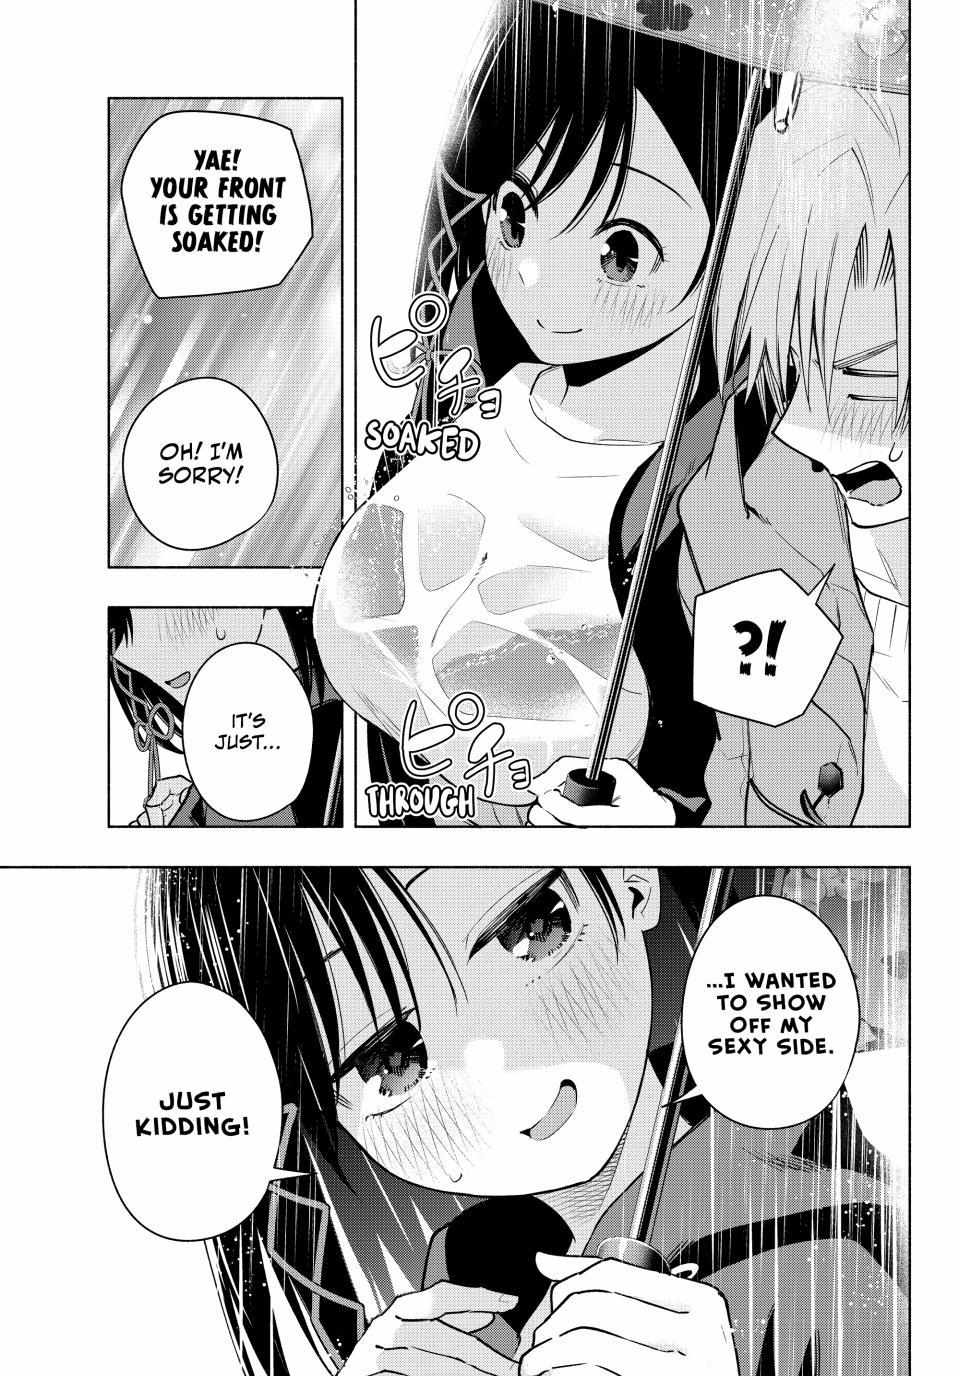 ?!
ピチョ
SOAKED
ピチョ
THROUGH
YAE!
YOUR FRONT
IS GETTING
SOAKED!
OH! I'M
SORRY!
IT'S
JUST...
...I WANTED
TO SHOW
OFF MY
SEXY SIDE.
JUST
KIDDING!